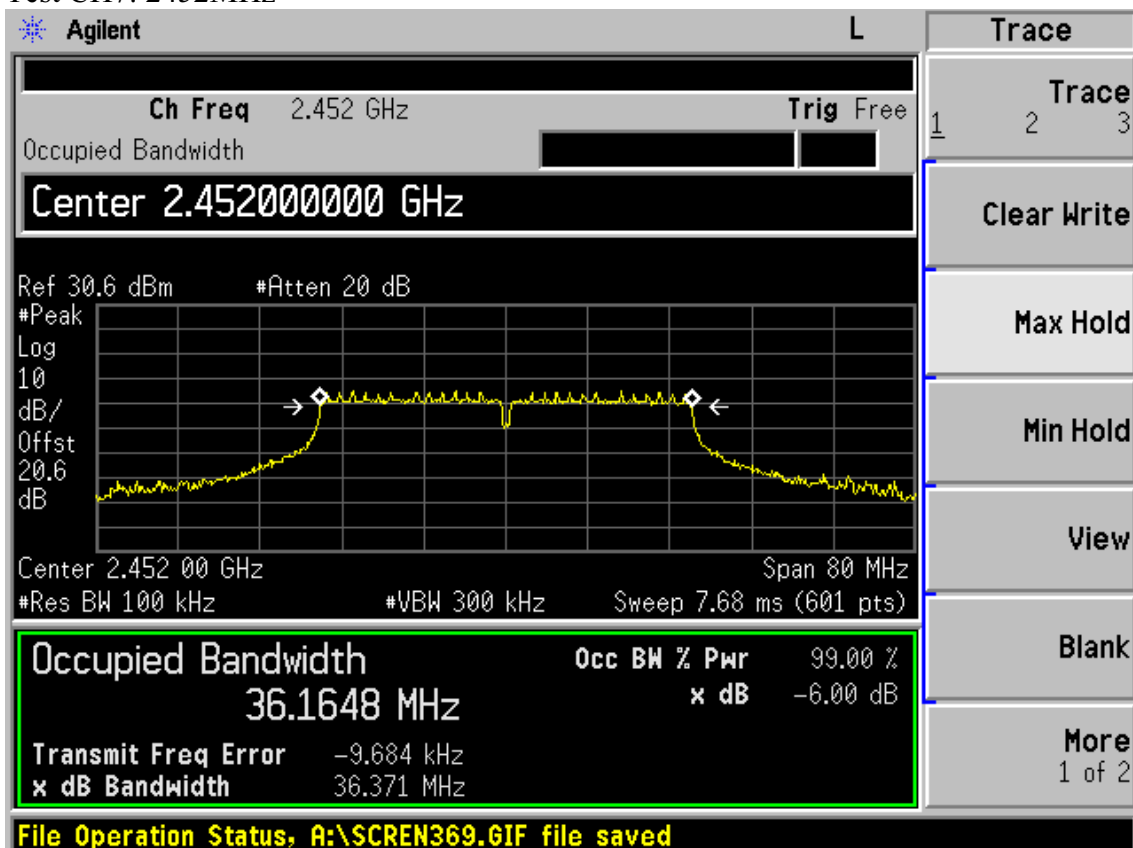 Agilent L Trace
Ch Freq 2.452 GHz Trig Free
Occupied Bandwidth
Center 2.452000000 GHz
Ref 30.6 dBm #Atten 20 dB
#Peak
Log
10
dB/
Offst
20.6
dB
Center 2.452 00 GHz Span 80 MHz
#Res BW 100 kHz #VBW 300 kHz Sweep 7.68 ms (601 pts)
Occupied Bandwidth Occ BW % Pwr 99.00 %
36.1648 MHz x dB -6.00 dB
Transmit Freq Error -9.684 kHz
x dB Bandwidth 36.371 MHz
File Operation Status, A:\SCREN369.GIF file saved
Trace
1 2 3
Clear Write
Max Hold
Min Hold
View
Blank
More
1 of 2